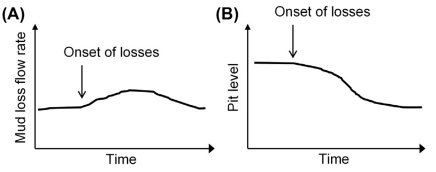 (A)
Onset of losses
Mud loss flow rate
Time
(B)
Onset of losses
Pit level
Time